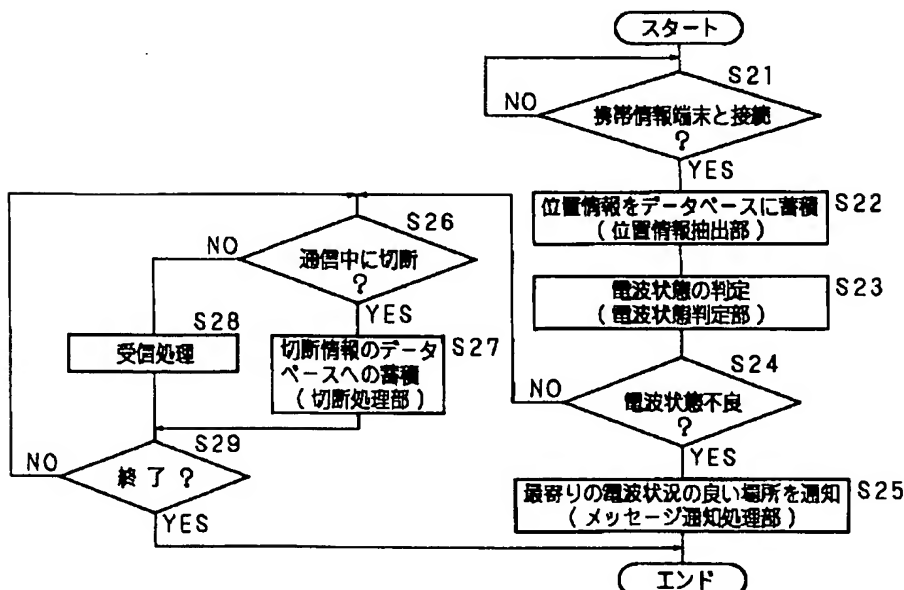 スタート
S21
NO
携帯情報端末と接続
?
YES
位置情報をデータベースに蓄積
(位置情報抽出部)
S22
電波状態の判定
(電波状態判定部)
S23
S24
NO
電波状態不良
?
YES
最寄りの電波状況の良い場所を通知
(メッセージ通知処理部)
S25
S26
NO
通信中に切断
?
YES
S28
受信処理
切断情報のデータ
ベースへの蓄積
(切断処理部)
S27
S29
NO
終了?
YES
エンド